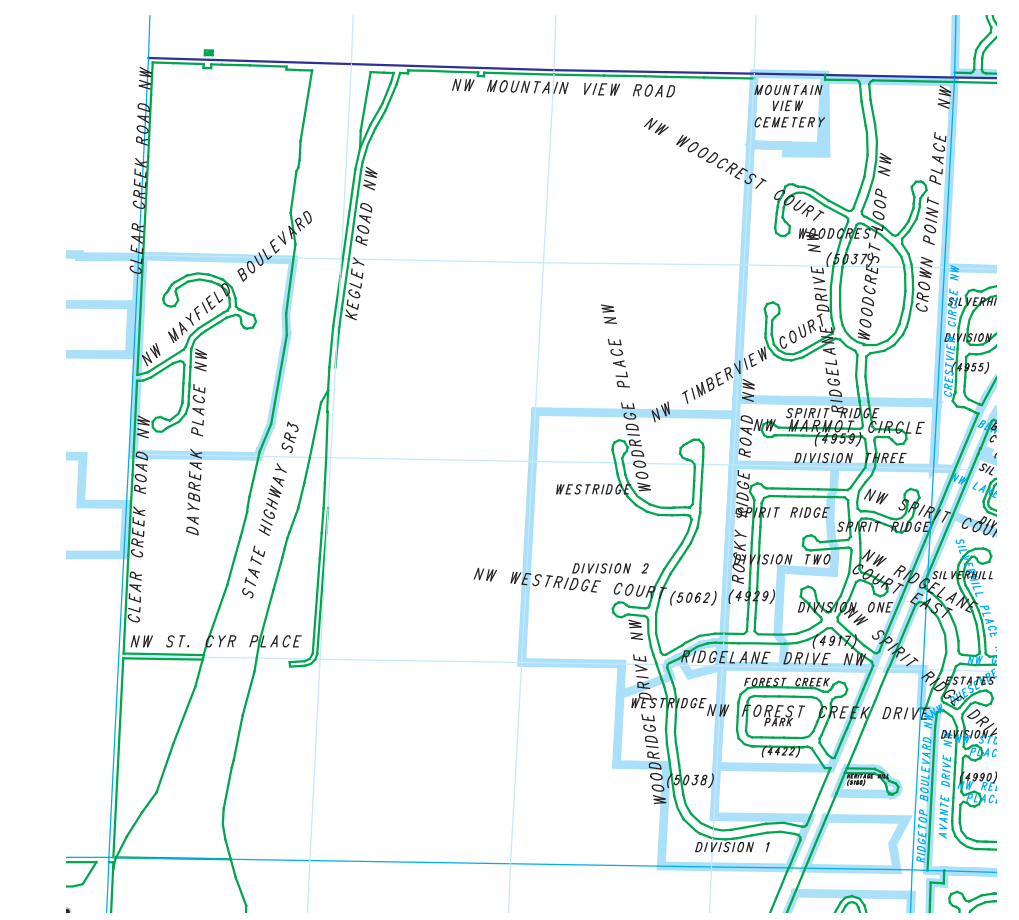 NW MOUNTAIN VIEW ROAD
MOUNTAIN
VIEW
CEMETERY
CLEAR CREEK ROAD NW
KEGLEY ROAD NW
NW WOODCREST COURT
WOODCREST LOOP NW
CROWN POINT PLACE NW
WOODCREST
(5037)
RIDGELANE DRIVE NW
NW MAYFIELD BOULEVARD
DAYBREAK PLACE NW
CRESTVIEW CIRCLE NW
DIVISION
(4955)
WOODRIDGE PLACE NW
NW TIMBERVIEW COURT
ROCKY RIDGE ROAD NW
SPIRIT RIDGE
NW MARMOT CIRCLE
(4959)
DIVISION THREE
CLEAR CREEK ROAD NW
STATE HIGHWAY SR3
WESTRIDGE
DIVISION 2
(5062)
NW WESTRIDGE COURT
SPIRIT RIDGE
DIVISION TWO
(4929)
NW SPIRIT COU
SPIRIT RIDGE
DIVISION ONE
(4917)
NW RIDGELANE
COURT EAST
SILVERHILL PLACE
SILVERHILL
NW ST. CYR PLACE
RIDGELANE DRIVE NW
NW SPIRIT RIDGE DRIV
ESTATES
WOODRIDGE DRIVE NW
WESTRIDGE
(5038)
DIVISION 1
FOREST CREEK
NW FOREST CREEK DRIVE
PARK
(4422)
HERITAGE HILL
RIDGETOP BOULEVARD NW
AVANTE DRIVE NW
DIVISION
(4990)